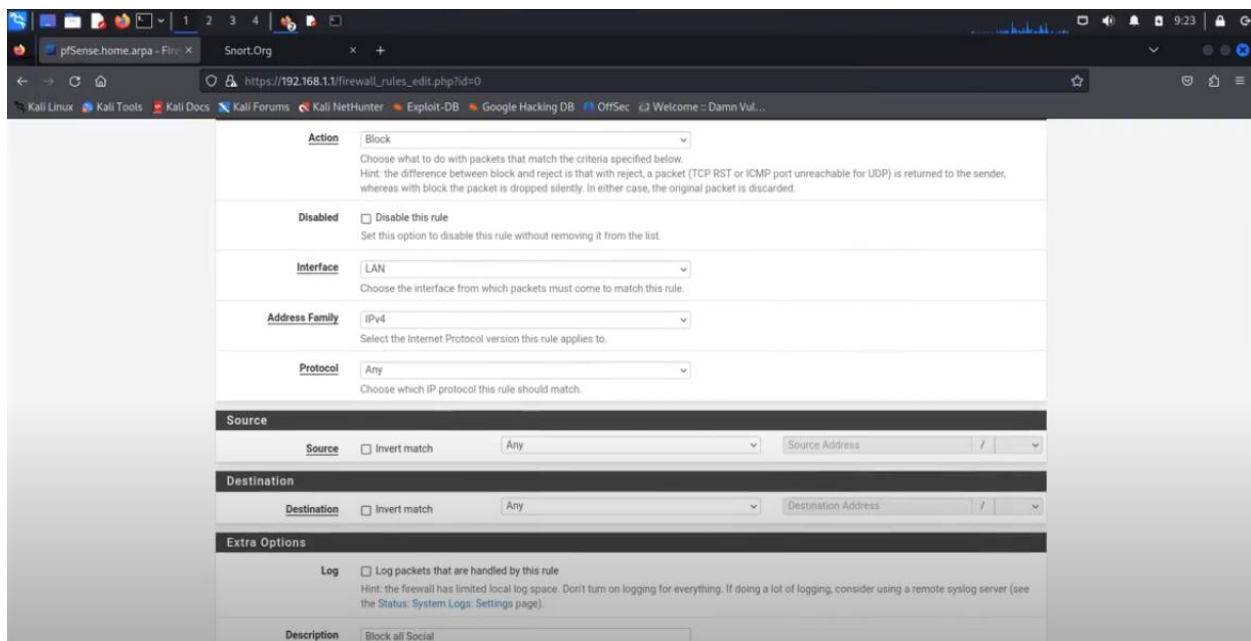 1 2 3 4
9:23
pfSense.home.arpa - Fire
Snort.Org
https://192.168.1.1/firewall_rules_edit.php?id=0
Kali Linux Kali Tools Kali Docs Kali Forums Kali NetHunter Exploit-DB Google Hacking DB OffSec Welcome :: Damn Vul...
Action Block
Choose what to do with packets that match the criteria specified below.
Hint: the difference between block and reject is that with reject, a packet (TCP RST or ICMP port unreachable for UDP) is returned to the sender,
whereas with block the packet is dropped silently. In either case, the original packet is discarded.
Disabled Disable this rule
Set this option to disable this rule without removing it from the list.
Interface LAN
Choose the interface from which packets must come to match this rule.
Address Family IPv4
Select the Internet Protocol version this rule applies to.
Protocol Any
Choose which IP protocol this rule should match.
Source
Source Invert match Any Source Address /
Destination
Destination Invert match Any Destination Address /
Extra Options
Log Log packets that are handled by this rule
Hint: the firewall has limited local log space. Don't turn on logging for everything. If doing a lot of logging, consider using a remote syslog server (see
the Status: System Logs: Settings page).
Description Block all Social